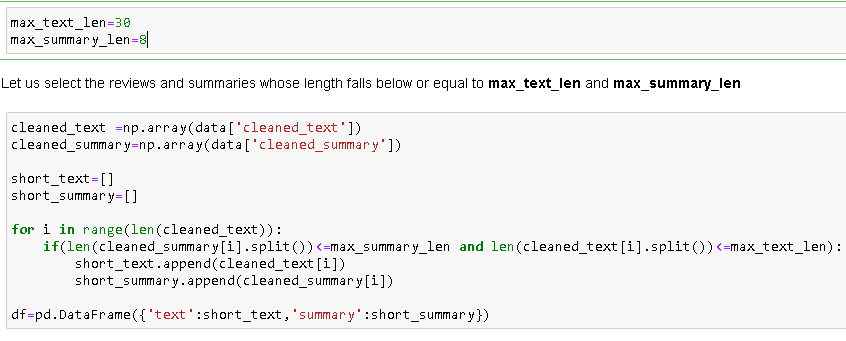 max_text_len=30
max_summary_len=8
Let us select the reviews and summaries whose length falls below or equal to max_text_len and max_summary_len
cleaned_text =np.array(data['cleaned_text'])
cleaned_summary=np.array(data['cleaned_summary'])
short_text=[]
short_summary=[]
for i in range(len(cleaned_text)):
    if(len(cleaned_summary[i].split())<=max_summary_len and len(cleaned_text[i].split())<=max_text_len):
        short_text.append(cleaned_text[i])
        short_summary.append(cleaned_summary[i])
df=pd.DataFrame({'text':short_text,'summary':short_summary})